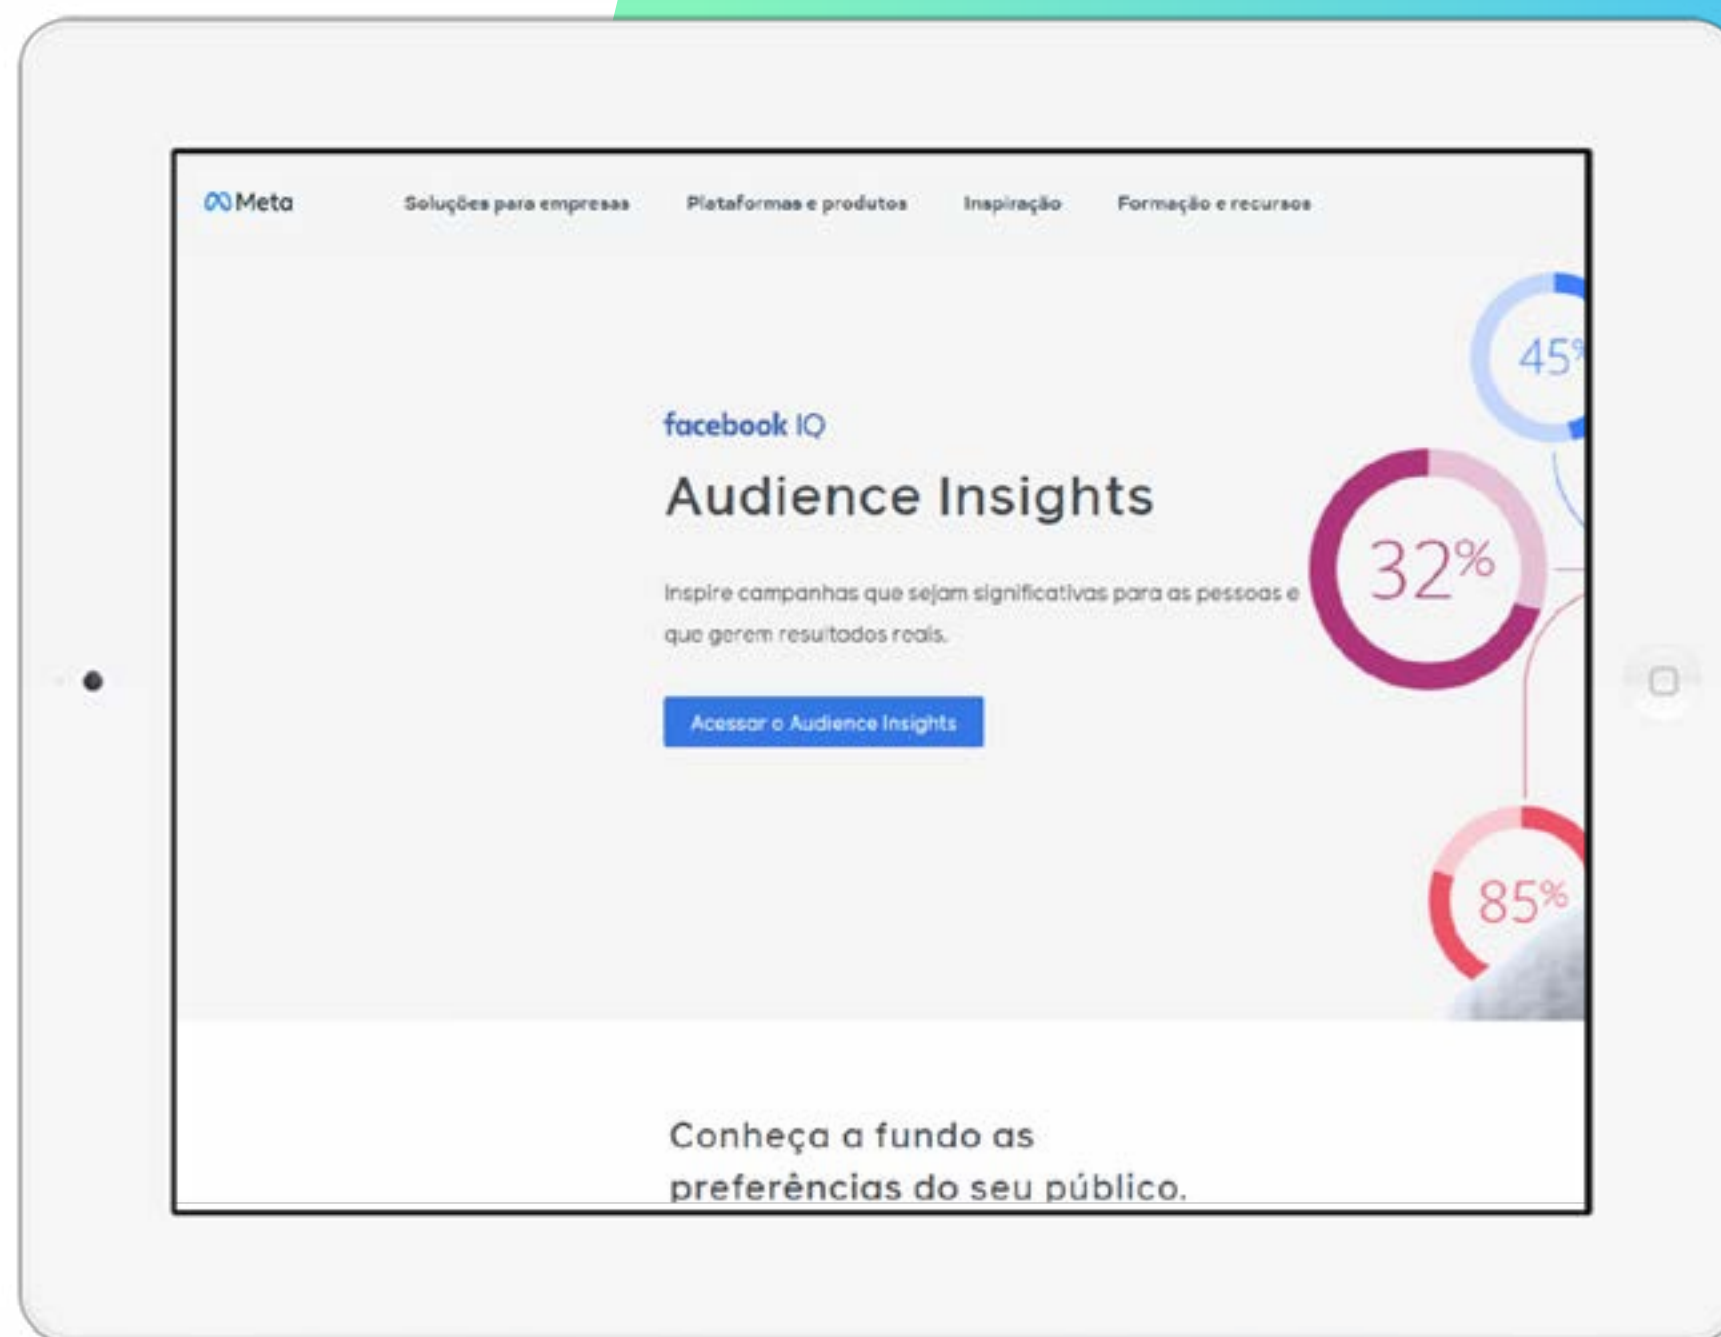 Meta
Soluções para empresas
Plataformas e produtos
Inspiração
Formação e recursos
45%
facebook IQ
Audience Insights
32%
Inspire campanhas que sejam significativas para as pessoas e
que gerem resultados reais.
Acessar o Audience Insights
85%
Conheça a fundo as
preferências do seu público.